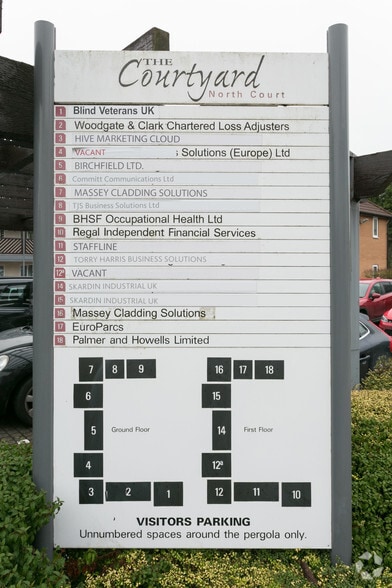 THE
Courtyard
North Court
1 Blind Veterans UK
2 Woodgate & Clark Chartered Loss Adjusters
3 HIVE MARKETING CLOUD
4 VACANT s Solutions (Europe) Ltd
5 BIRCHFIELD LTD.
6 Committ Communications Ltd
7 MASSEY CLADDING SOLUTIONS
8 TJS Business Solutions Ltd
9 BHSF Occupational Health Ltd
10 Regal Independent Financial Services
11 STAFFLINE
12 TORRY HARRIS BUSINESS SOLUTIONS
12ª VACANT
14 SKARDIN INDUSTRIAL UK
15 SKARDIN INDUSTRIAL UK
16 Massey Cladding Solutions
17 EuroParcs
18 Palmer and Howells Limited
7 8 9 16 17 18
6 15
5 Ground Floor 14 First Floor
4 12ª
3 2 1 12 11 10
VISITORS PARKING
Unnumbered spaces around the pergola only.